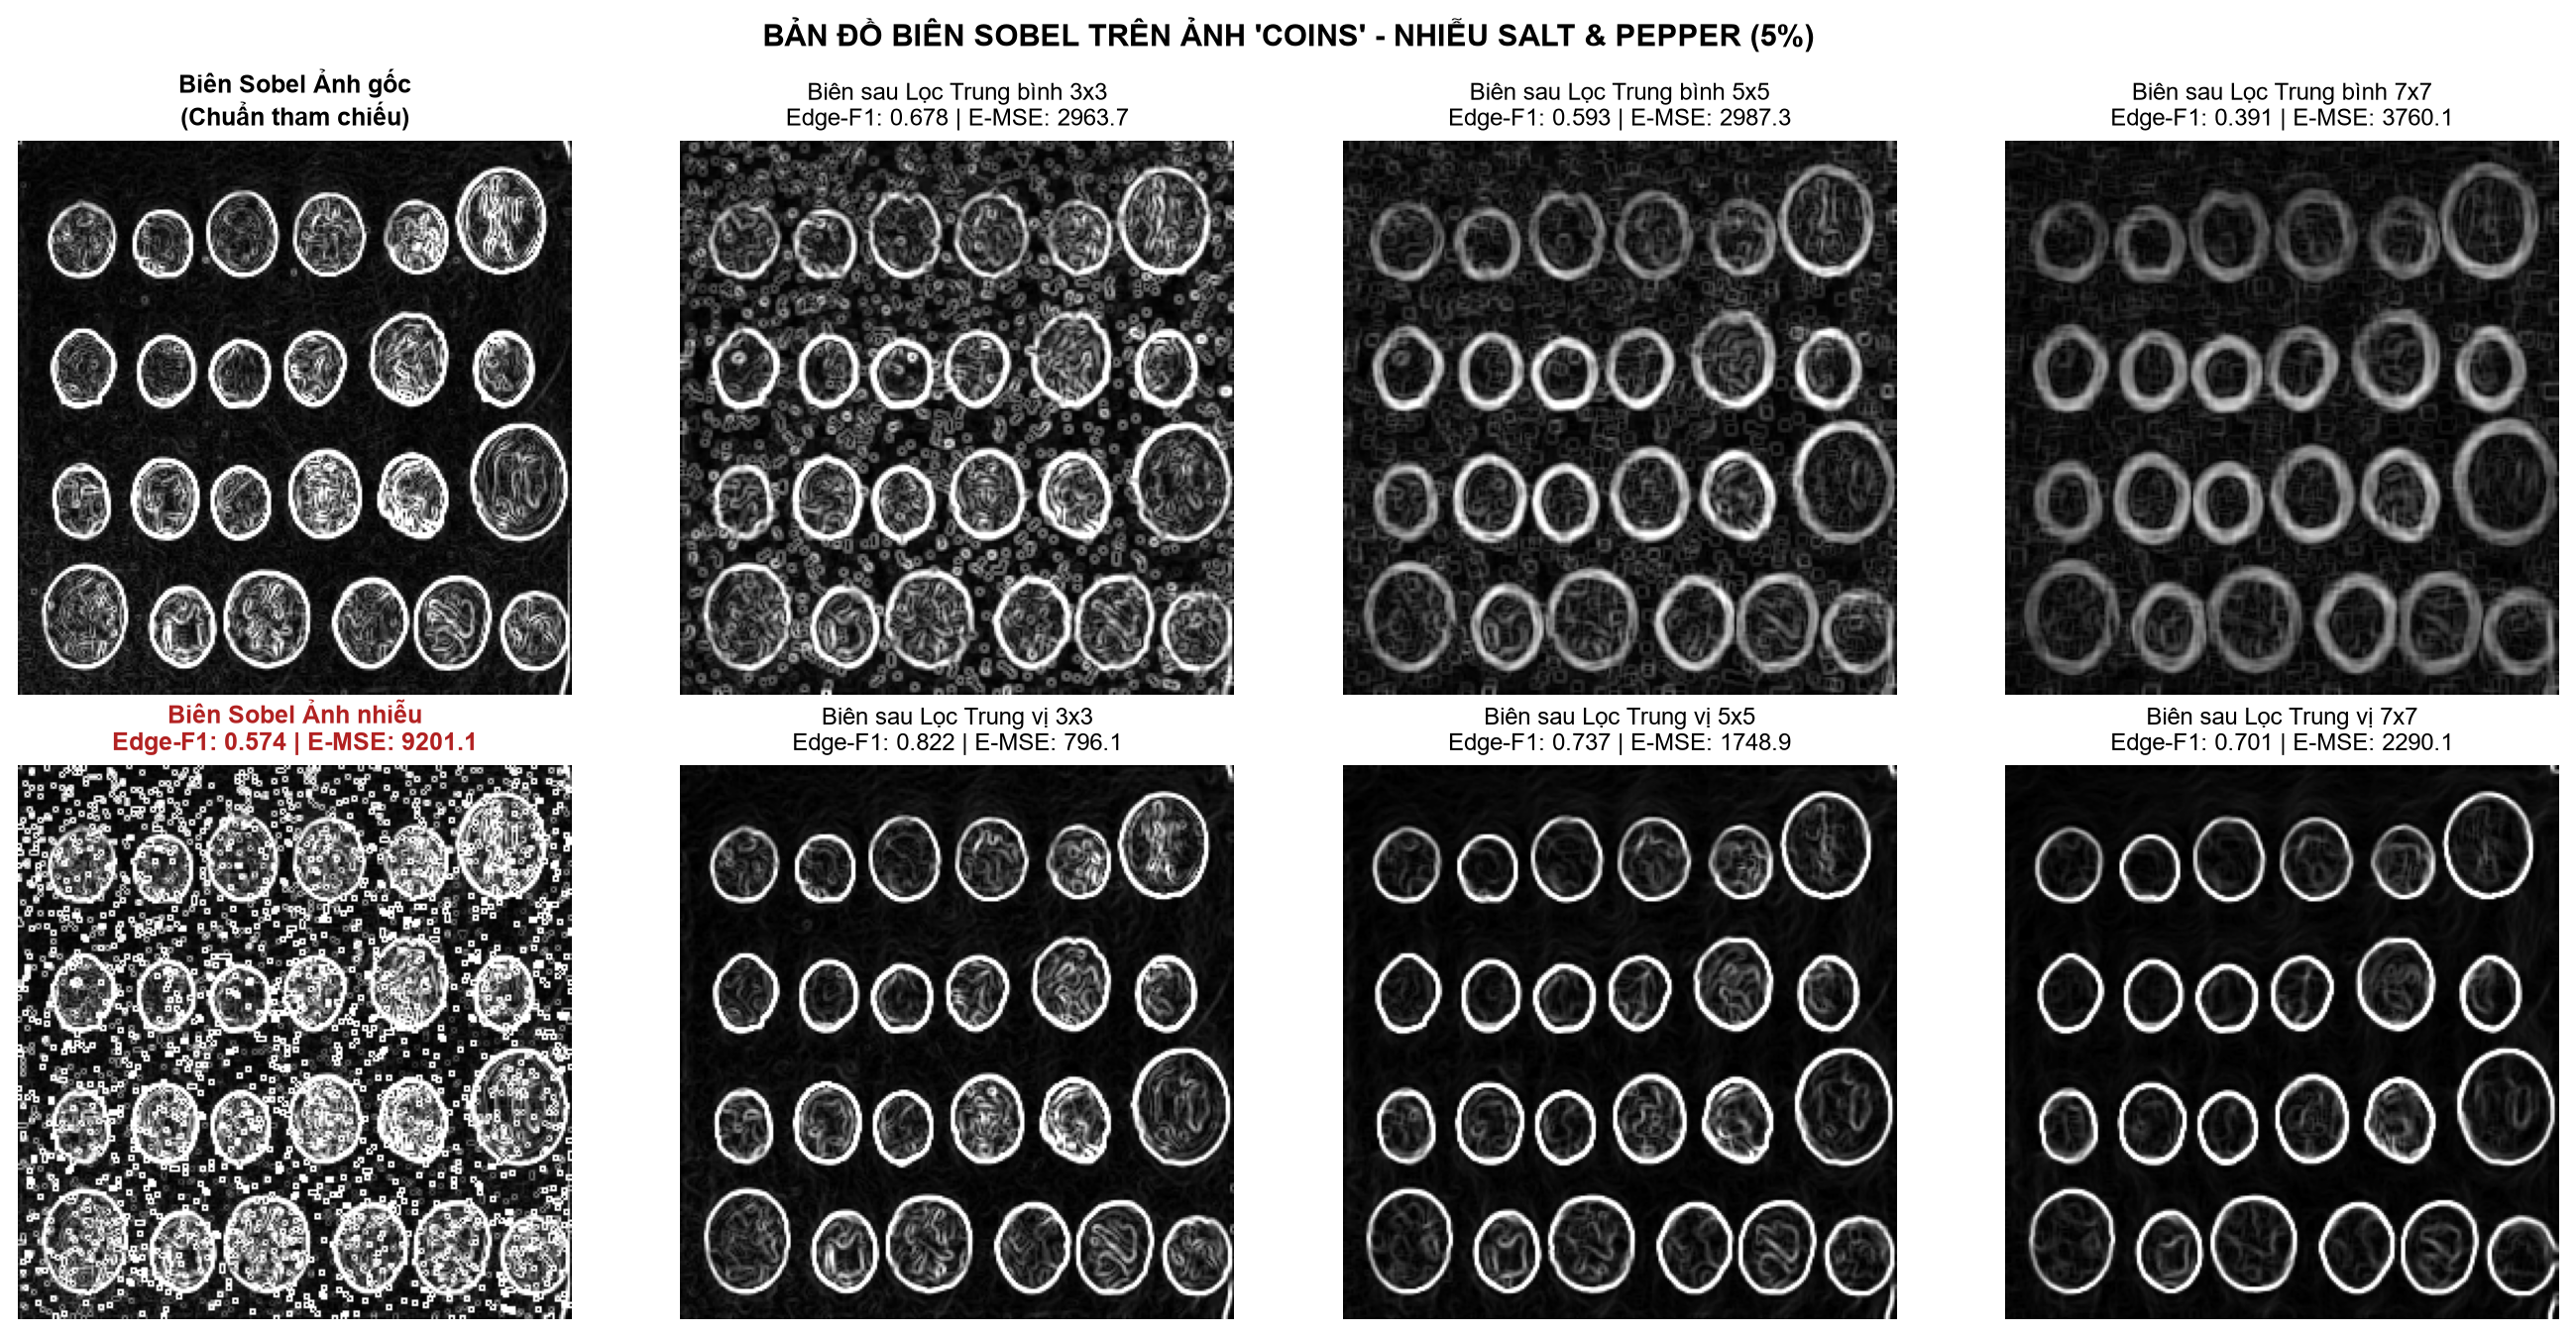 BẢN ĐỒ BIÊN SOBEL TRÊN ẢNH 'COINS' - NHIỄU SALT & PEPPER (5%)
Biên Sobel Ảnh gốc
(Chuẩn tham chiếu)
Biên sau Lọc Trung bình 3x3
Edge-F1: 0.678 | E-MSE: 2963.7
Biên sau Lọc Trung bình 5x5
Edge-F1: 0.593 | E-MSE: 2987.3
Biên sau Lọc Trung bình 7x7
Edge-F1: 0.391 | E-MSE: 3760.1
Biên Sobel Ảnh nhiễu
Edge-F1: 0.574 | E-MSE: 9201.1
Biên sau Lọc Trung vị 3x3
Edge-F1: 0.822 | E-MSE: 796.1
Biên sau Lọc Trung vị 5x5
Edge-F1: 0.737 | E-MSE: 1748.9
Biên sau Lọc Trung vị 7x7
Edge-F1: 0.701 | E-MSE: 2290.1